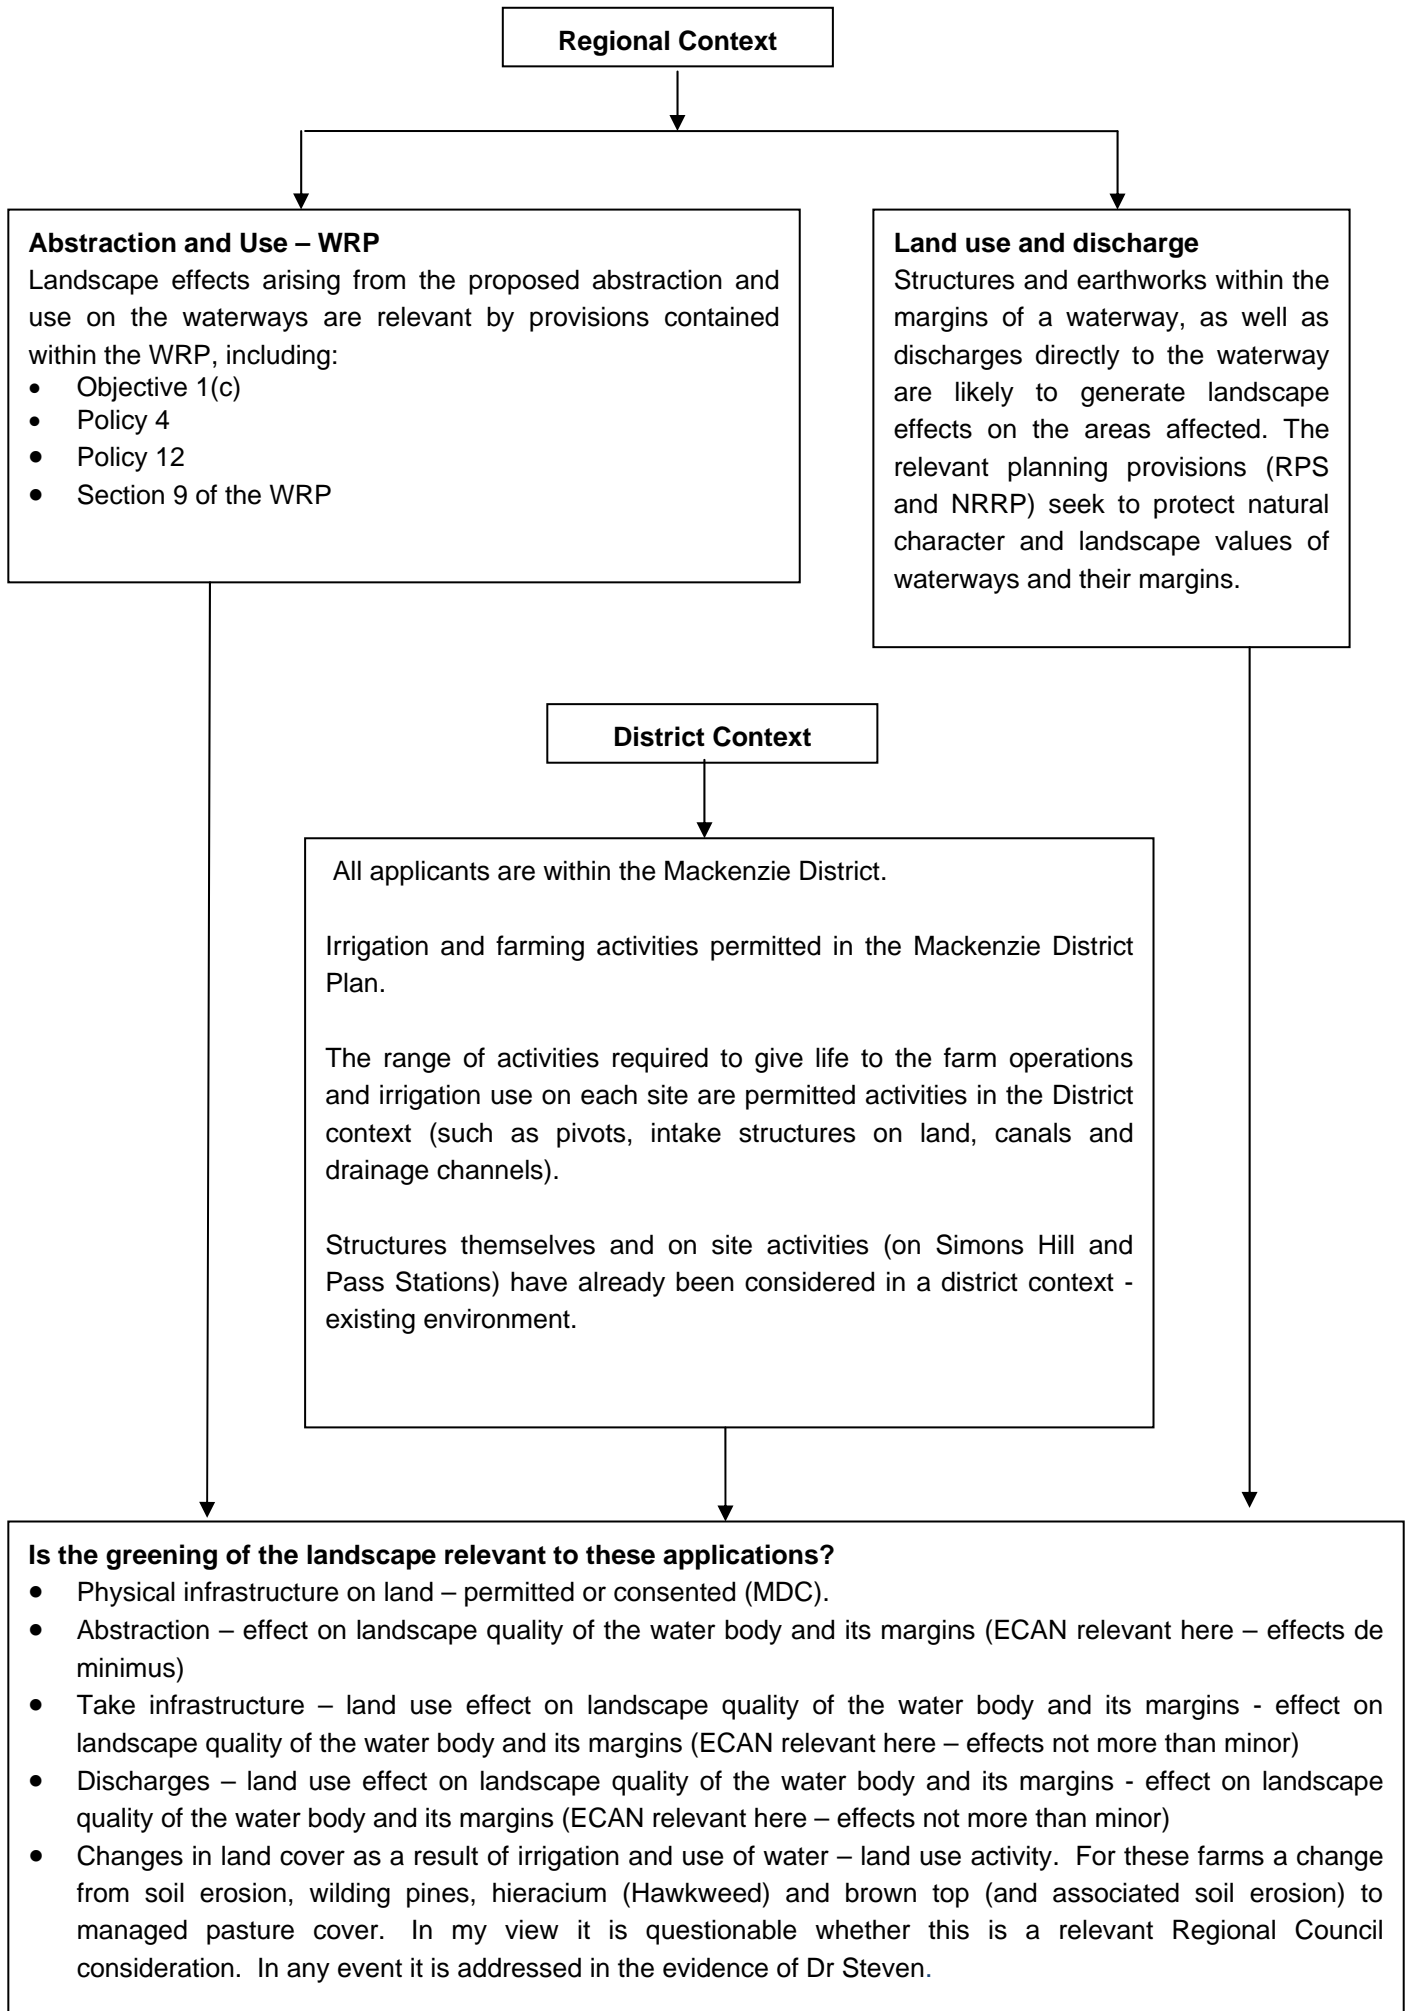 Regional Context
Abstraction and Use – WRP
Landscape effects arising from the proposed abstraction and
use on the waterways are relevant by provisions contained
within the WRP, including:
• Objective 1(c)
• Policy 4
• Policy 12
• Section 9 of the WRP
Land use and discharge
Structures and earthworks within the
margins of a waterway, as well as
discharges directly to the waterway
are likely to generate landscape
effects on the areas affected. The
relevant planning provisions (RPS
and NRRP) seek to protect natural
character and landscape values of
waterways and their margins.
District Context
All applicants are within the Mackenzie District.
Irrigation and farming activities permitted in the Mackenzie District
Plan.
The range of activities required to give life to the farm operations
and irrigation use on each site are permitted activities in the District
context (such as pivots, intake structures on land, canals and
drainage channels).
Structures themselves and on site activities (on Simons Hill and
Pass Stations) have already been considered in a district context -
existing environment.
Is the greening of the landscape relevant to these applications?
• Physical infrastructure on land – permitted or consented (MDC).
• Abstraction – effect on landscape quality of the water body and its margins (ECAN relevant here – effects de
minimus)
• Take infrastructure – land use effect on landscape quality of the water body and its margins - effect on
landscape quality of the water body and its margins (ECAN relevant here – effects not more than minor)
• Discharges – land use effect on landscape quality of the water body and its margins - effect on landscape
quality of the water body and its margins (ECAN relevant here – effects not more than minor)
• Changes in land cover as a result of irrigation and use of water – land use activity. For these farms a change
from soil erosion, wilding pines, hieracium (Hawkweed) and brown top (and associated soil erosion) to
managed pasture cover. In my view it is questionable whether this is a relevant Regional Council
consideration. In any event it is addressed in the evidence of Dr Steven.